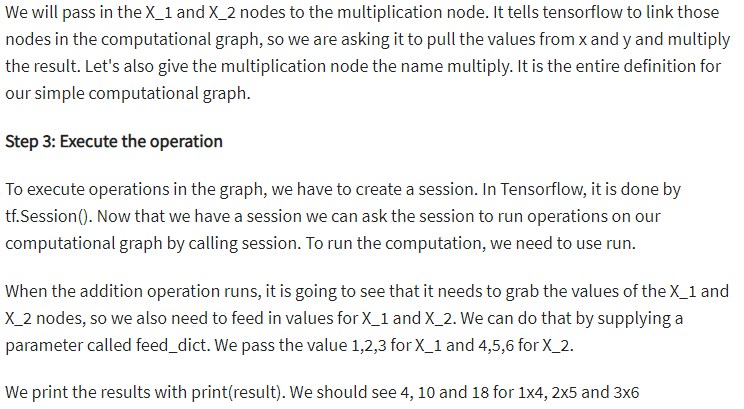 We will pass in the X_1 and X_2 nodes to the multiplication node. It tells tensorflow to link those
nodes in the computational graph, so we are asking it to pull the values from x and y and multiply
the result. Let's also give the multiplication node the name multiply. It is the entire definition for
our simple computational graph.
Step 3: Execute the operation
To execute operations in the graph, we have to create a session. In Tensorflow, it is done by
tf.Session(). Now that we have a session we can ask the session to run operations on our
computational graph by calling session. To run the computation, we need to use run.
When the addition operation runs, it is going to see that it needs to grab the values of the X_1 and
X_2 nodes, so we also need to feed in values for X_1 and X_2. We can do that by supplying a
parameter called feed_dict. We pass the value 1,2,3 for X_1 and 4,5,6 for X_2.
We print the results with print(result). We should see 4, 10 and 18 for 1x4, 2x5 and 3x6